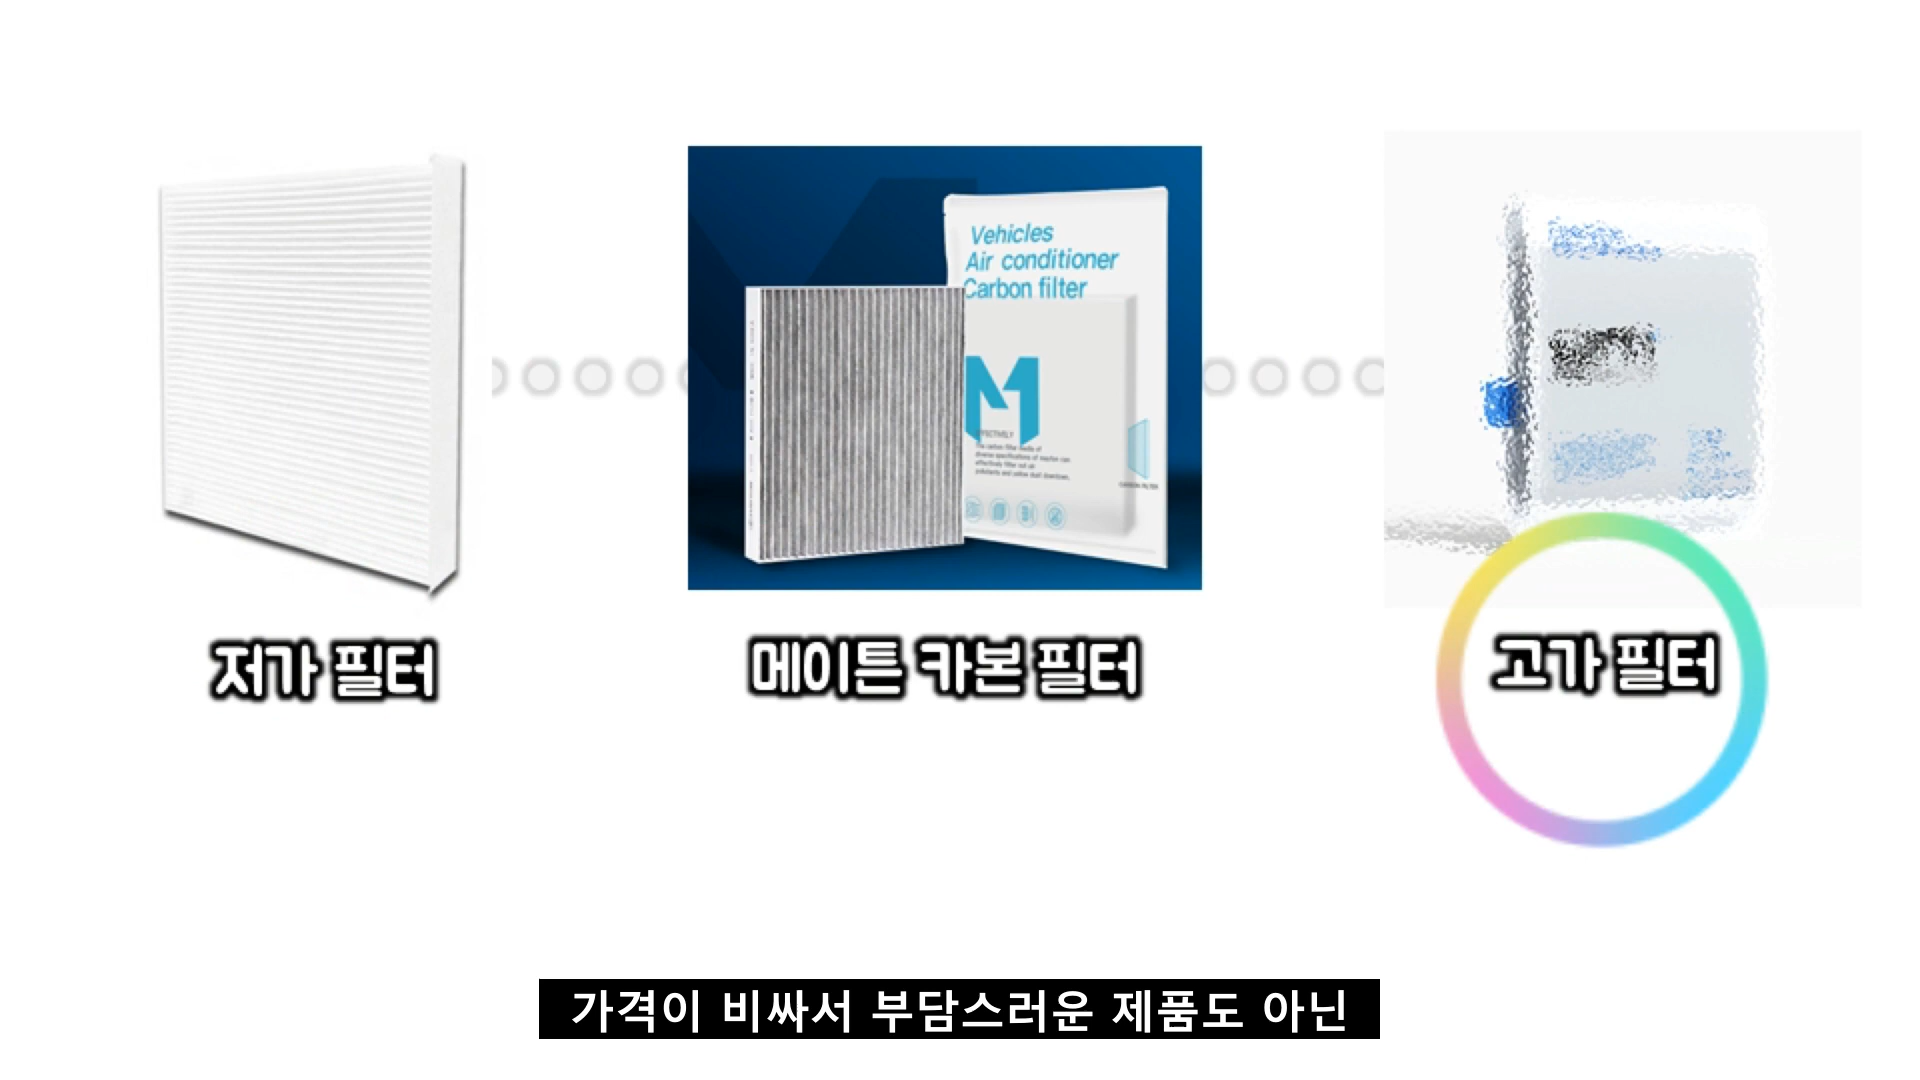 Vehicles
Air conditioner
Carbon filter
M
저가 필터
메이튼 카본 필터
고가 필터
가격이 비싸서 부담스러운 제품도 아닌